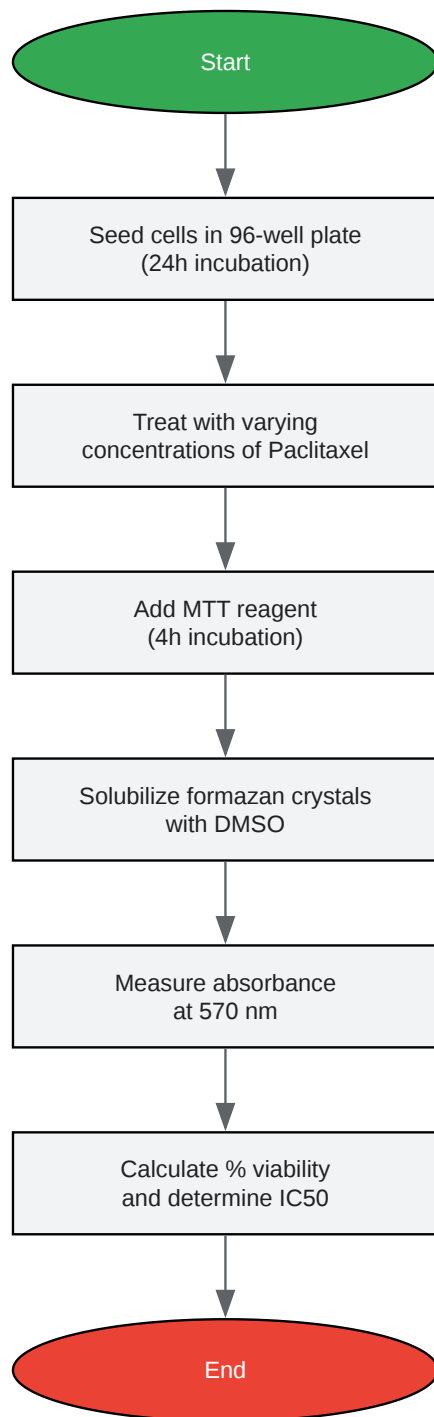 Start
Seed cells in 96-well plate
(24h incubation)
Treat with varying
concentrations of Paclitaxel
Add MTT reagent
(4h incubation)
Solubilize formazan crystals
with DMSO
Measure absorbance
at 570 nm
Calculate % viability
and determine IC50
End